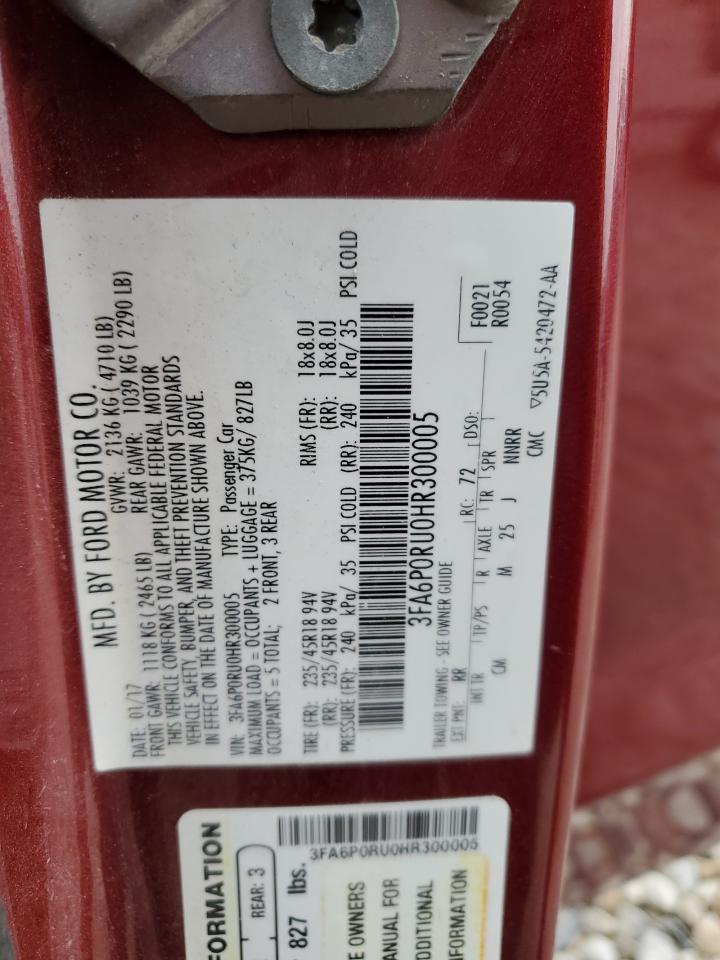 MFD. BY FORD MOTOR CO.
DATE: 01/17 GVWR: 2136 KG ( 4710 LB)
FRONT GAWR: 1118 KG ( 2465 LB) REAR GAWR: 1039 KG ( 2290 LB)
THIS VEHICLE CONFORMS TO ALL APPLICABLE FEDERAL MOTOR
VEHICLE SAFETY, BUMPER, AND THEFT PREVENTION STANDARDS
IN EFFECT ON THE DATE OF MANUFACTURE SHOWN ABOVE.
VIN: 3FA6P0RU0HR300005 TYPE: Passenger Car
MAXIMUM LOAD = OCCUPANTS + LUGGAGE = 375KG/ 827LB
OCCUPANTS = 5 TOTAL; 2 FRONT, 3 REAR
TIRE (FR): 235/45R18 94V RIMS (FR): 18x8.0J
(RR): 235/45R18 94V (RR): 18x8.0J
PRESSURE (FR): 240 kPa/ 35 PSI COLD (RR): 240 kPa/ 35 PSI COLD
3FA6P0RU0HR300005
TRAILER TOWING - SEE OWNER GUIDE
EXT PNT: RR RC: 72 DSO: F0021
R0054
INT TR TP/PS R AXLE TR SPR
CM M 25 J NNRR
CMC ▽5U5A-5420472-AA
FORMATION
REAR: 3
827 lbs.
3FA6P0RU0HR300005
E OWNERS
ANUAL FOR
DDITIONAL
FORMATION